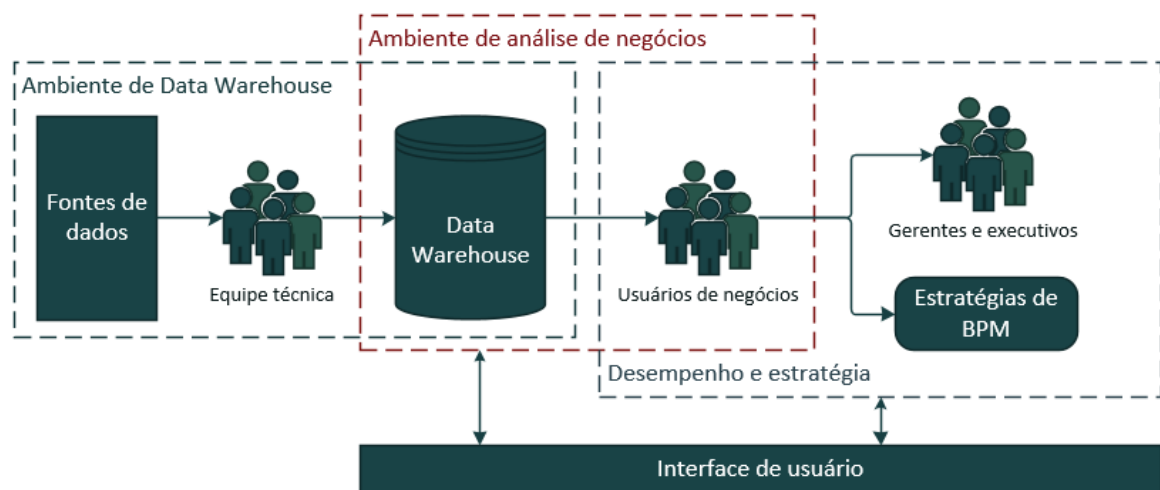 Ambiente de análise de negócios
Ambiente de Data Warehouse
Fontes de
dados
Equipe técnica
Data
Warehouse
Usuários de negócios
Gerentes e executivos
Estratégias de
BPM
Desempenho e estratégia
Interface de usuário